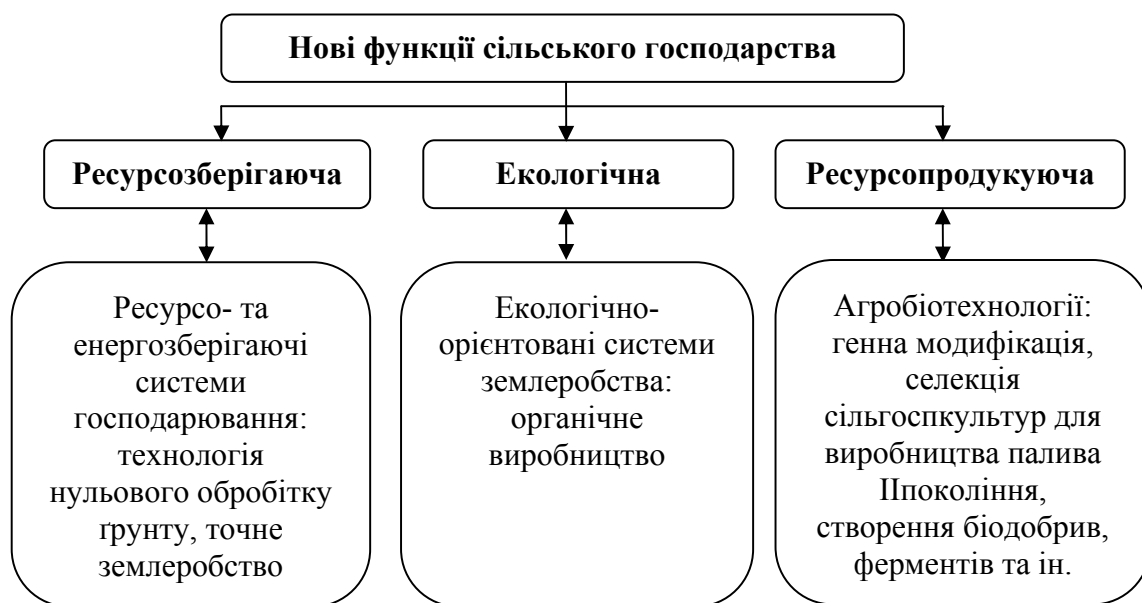 Нові функції сільського господарства
Ресурсозберігаюча
Екологічна
Ресурсопродукуюча
Ресурсо- та
енергозберігаючі
системи
господарювання:
технологія
нульового обробітку
ґрунту, точне
землеробство
Екологічно-
орієнтовані системи
землеробства:
органічне
виробництво
Агробіотехнології:
генна модифікація,
селекція
сільгоспкультур для
виробництва палива
ІІпокоління,
створення біодобрив,
ферментів та ін.